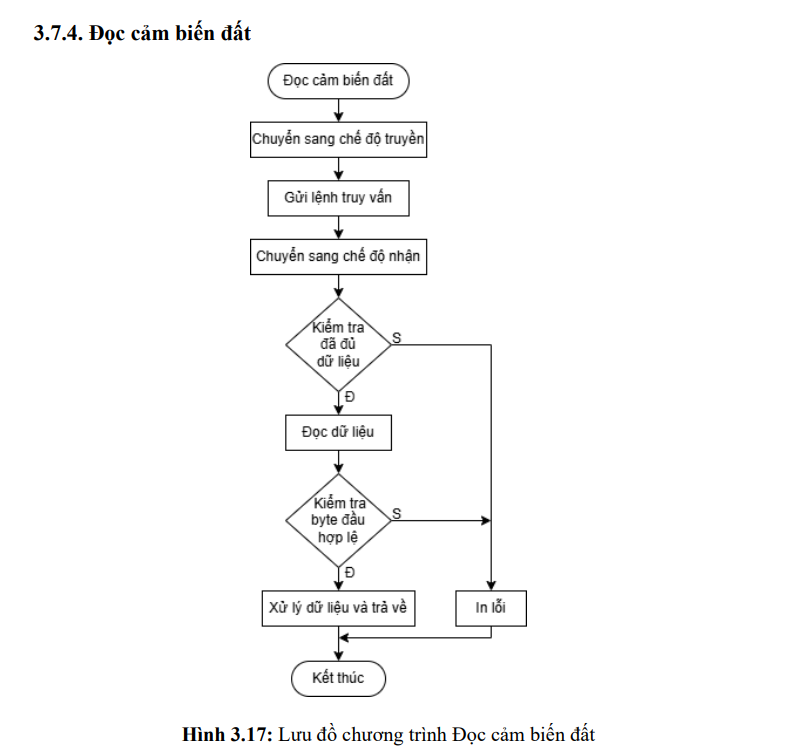 3.7.4. Đọc cảm biến đất
Đọc cảm biến đất
Chuyển sang chế độ truyền
Gửi lệnh truy vấn
Chuyển sang chế độ nhận
Kiểm tra
đã đủ
dữ liệu
S
Đ
Đọc dữ liệu
Kiểm tra
byte đầu
hợp lệ
S
Đ
Xử lý dữ liệu và trả về
In lỗi
Kết thúc
Hình 3.17: Lưu đồ chương trình Đọc cảm biến đất